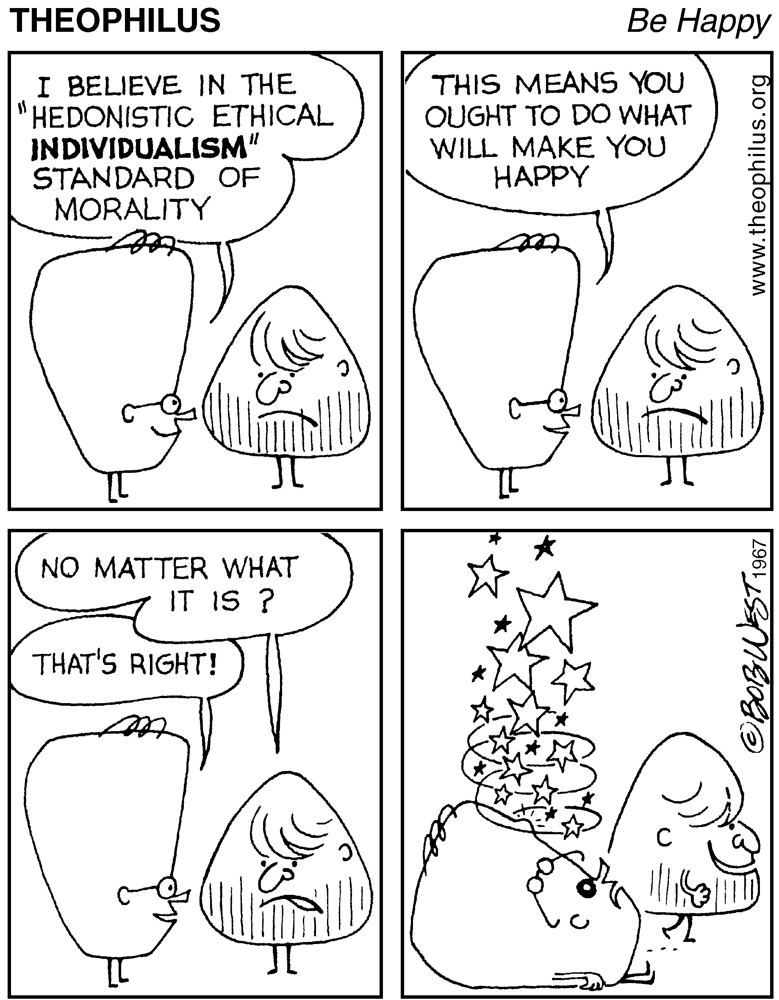 THEOPHILUS
Be Happy
I BELIEVE IN THE
"HEDONISTIC ETHICAL
INDIVIDUALISM"
STANDARD OF
MORALITY
THIS MEANS YOU
OUGHT TO DO WHAT
WILL MAKE YOU
HAPPY
www.theophilus.org
NO MATTER WHAT
IT IS ?
THAT'S RIGHT!
©BOB WEST 1967